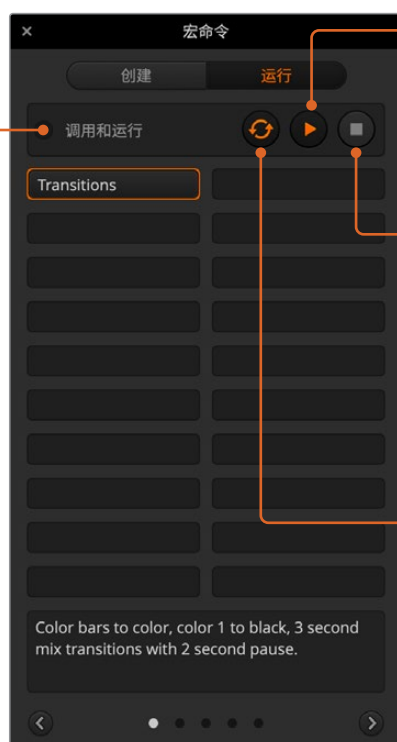 宏命令
创建
运行
调用和运行
Transitions
Color bars to color, color 1 to black, 3 second
mix transitions with 2 second pause.